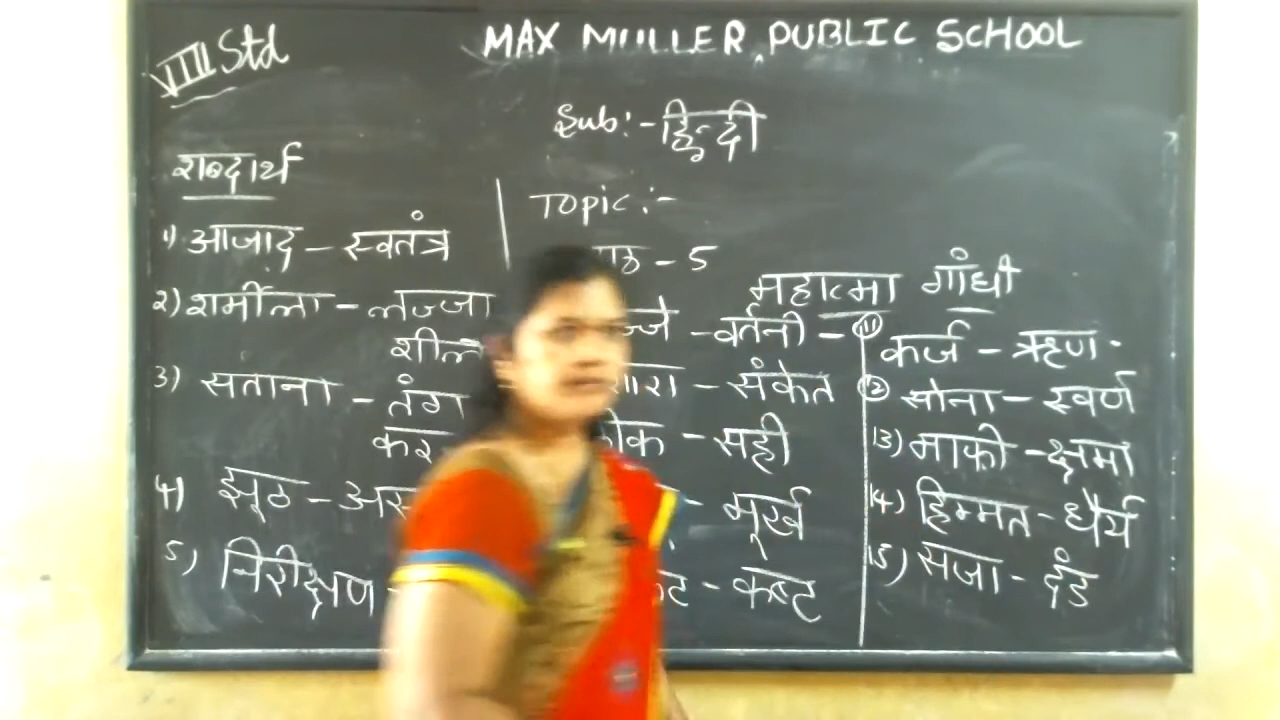 VIII Std
MAX MULLER PUBLIC SCHOOL
Sub:- हिन्दी
शब्दार्थ
Topic:-
- 5
महात्मा गांधी
1) आजाद - स्वतंत्र
2) शर्मीला - लज्जा
शील
3) सताना - तंग
कर
4) झूठ -
5) निरीक्षण -
- वर्तनी -
- संकेत
- सही
- मूर्ख
- कष्ट
11 कर्ज - ऋण
12 सोना - स्वर्ण
13) माफी - क्षमा
14) हिम्मत - धैर्य
15) सजा - दंड